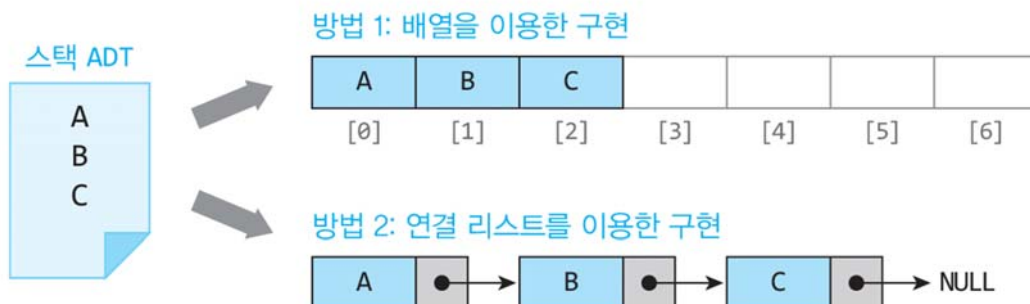 스택 ADT
A
B
C
방법 1: 배열을 이용한 구현
A B C
[0] [1] [2] [3] [4] [5] [6]
방법 2: 연결 리스트를 이용한 구현
A B C NULL